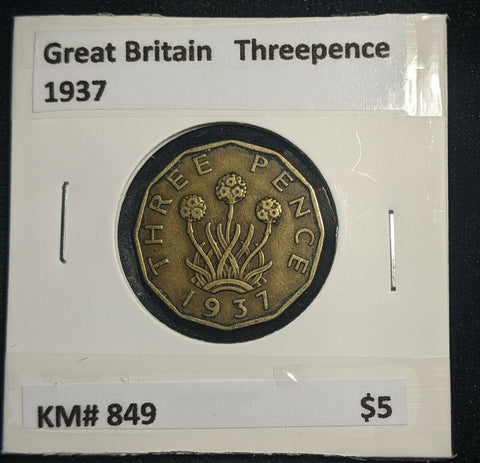 Great Britain Threepence
1937
THREE PENCE
1937
KM# 849 $5